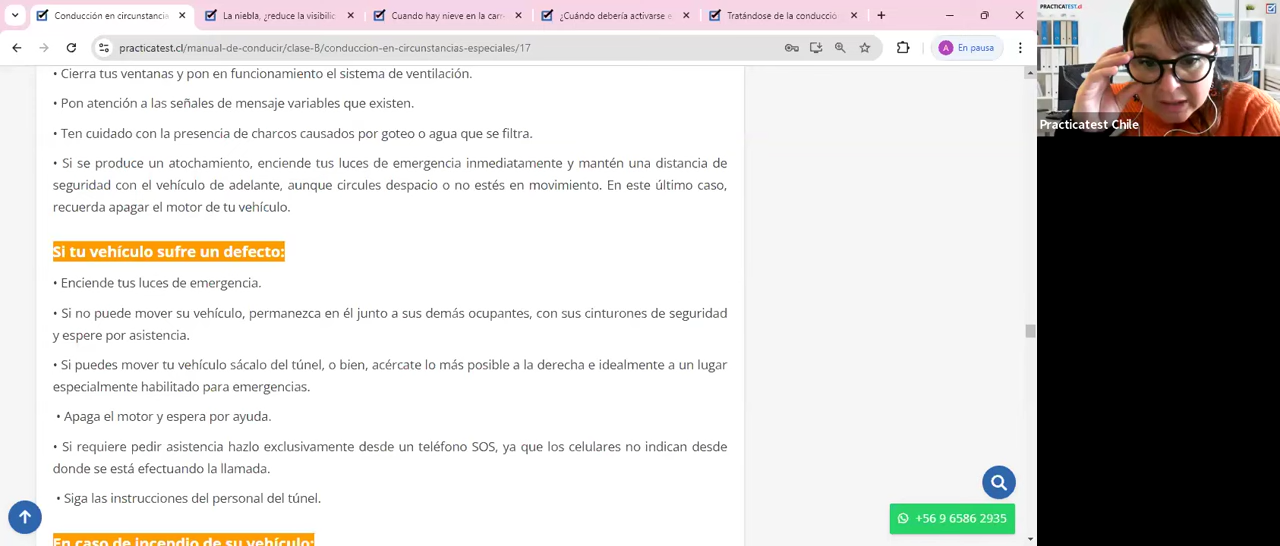 Conducción en circunstancia
La niebla, ¿reduce la visibilic
Cuando hay nieve en la carr
¿Cuándo debería activarse e
Tratándose de la conducció
practicatest.cl/manual-de-conducir/clase-B/conduccion-en-circunstancias-especiales/17
A En pausa
PRACTICATEST.cl
Practicatest Chile
• Cierra tus ventanas y pon en funcionamiento el sistema de ventilación.
• Pon atención a las señales de mensaje variables que existen.
• Ten cuidado con la presencia de charcos causados por goteo o agua que se filtra.
• Si se produce un atochamiento, enciende tus luces de emergencia inmediatamente y mantén una distancia de
seguridad con el vehículo de adelante, aunque circules despacio o no estés en movimiento. En este último caso,
recuerda apagar el motor de tu vehículo.
Si tu vehículo sufre un defecto:
• Enciende tus luces de emergencia.
• Si no puede mover su vehículo, permanezca en él junto a sus demás ocupantes, con sus cinturones de seguridad
y espere por asistencia.
• Si puedes mover tu vehículo sácalo del túnel, o bien, acércate lo más posible a la derecha e idealmente a un lugar
especialmente habilitado para emergencias.
• Apaga el motor y espera por ayuda.
• Si requiere pedir asistencia hazlo exclusivamente desde un teléfono SOS, ya que los celulares no indican desde
donde se está efectuando la llamada.
• Siga las instrucciones del personal del túnel.
+56 9 6586 2935
En caso de incendio de su vehículo: